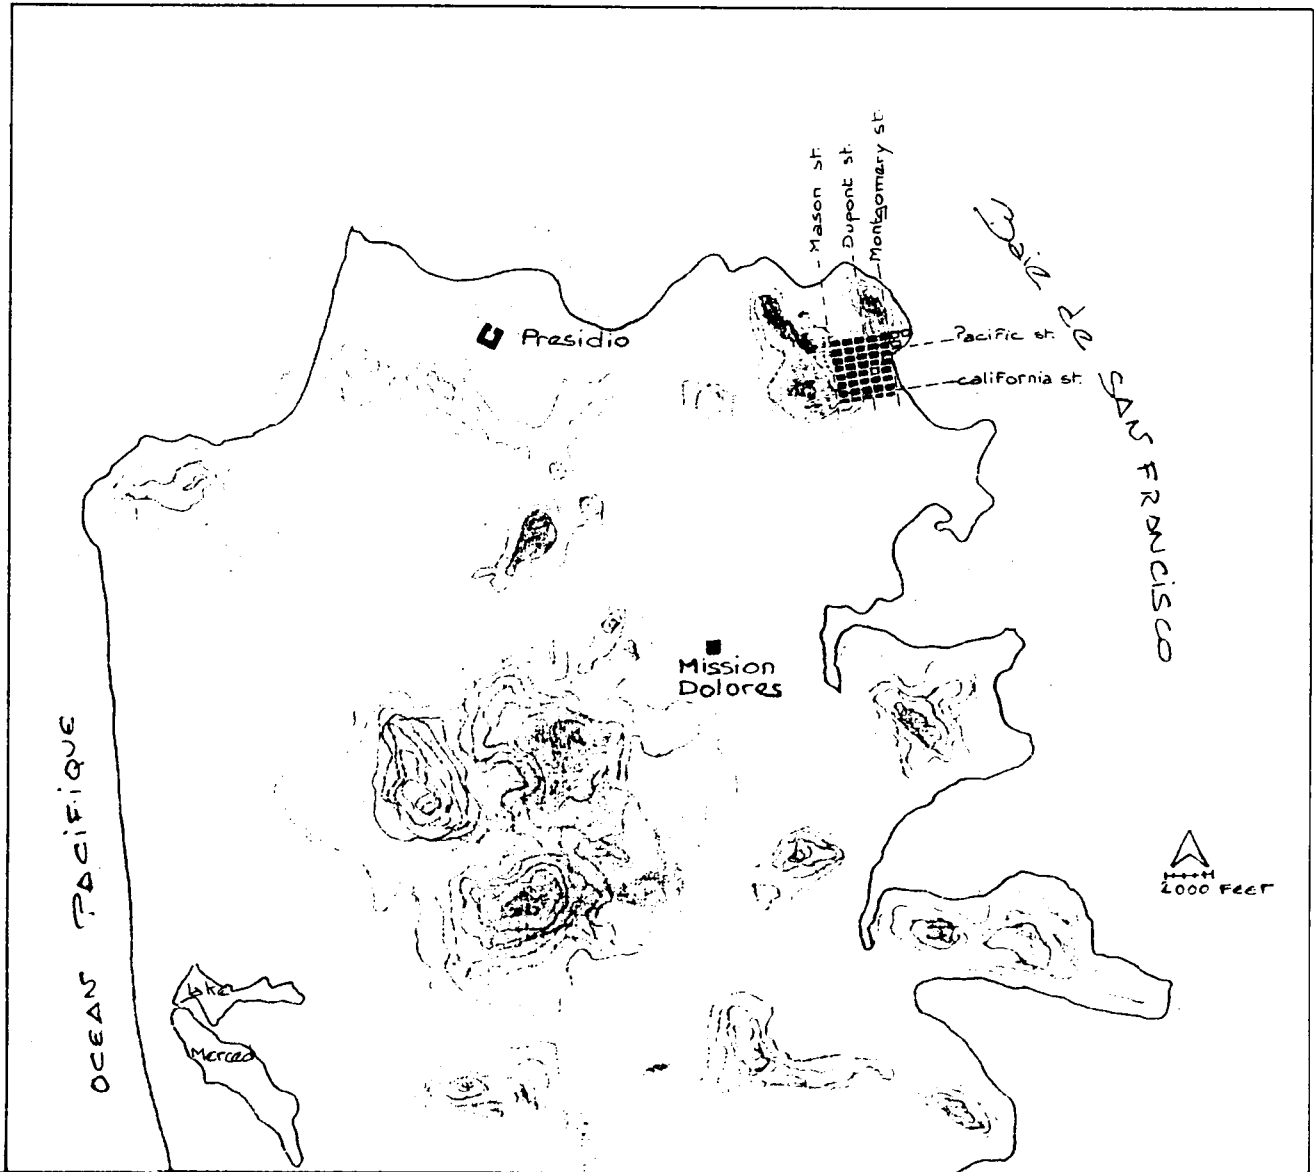 Mason st.
Dupont st.
Montgomery st.
Baie de SAN FRANCISCO
Presidio
Pacific st.
california st.
Mission
Dolores
OCEAN PACIFIQUE
2000 FEET
Lake
Merced